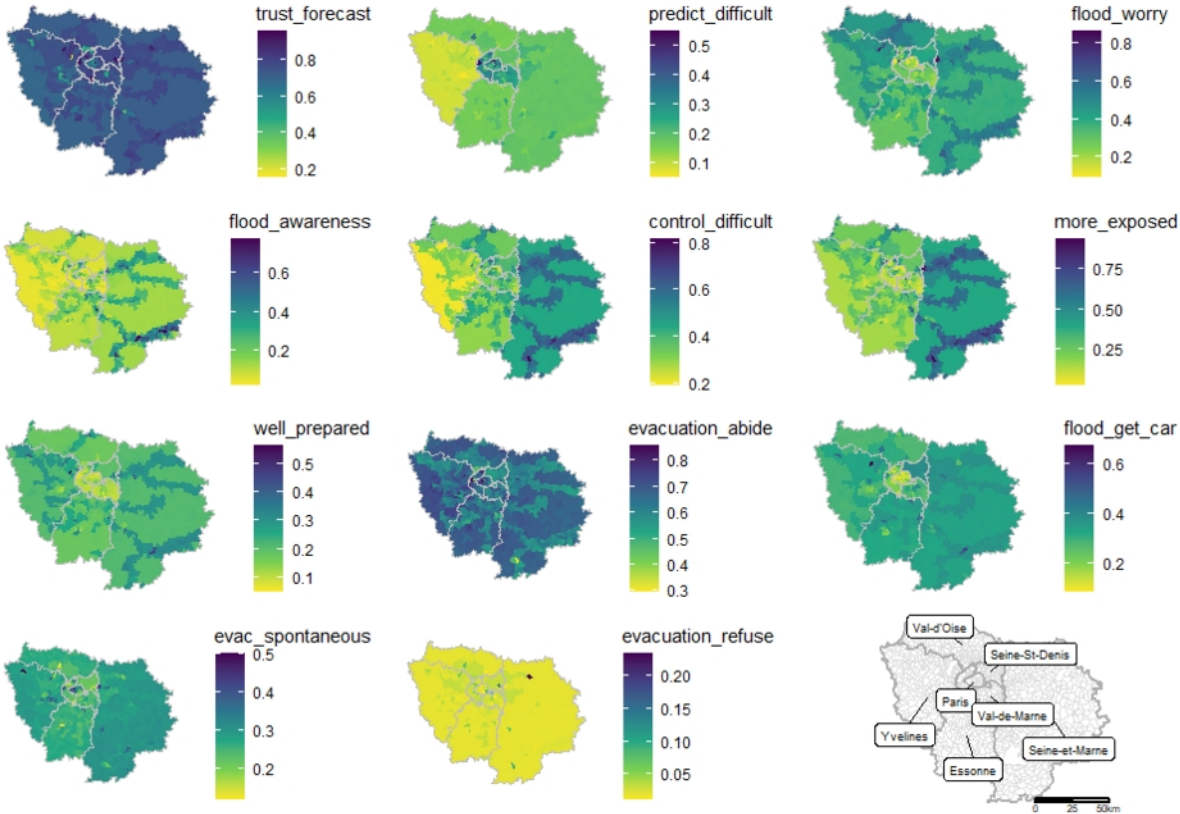 trust_forecast
0.8
0.6
0.4
0.2
predict_difficult
0.5
0.4
0.3
0.2
0.1
flood_worry
0.8
0.6
0.4
0.2
flood_awareness
0.6
0.4
0.2
control_difficult
0.8
0.6
0.4
0.2
more_exposed
0.75
0.50
0.25
well_prepared
0.5
0.4
0.3
0.2
0.1
evacuation_abide
0.8
0.7
0.6
0.5
0.4
0.3
flood_get_car
0.6
0.4
0.2
evac_spontaneous
0.5
0.4
0.3
0.2
evacuation_refuse
0.20
0.15
0.10
0.05
Val-d'Oise
Seine-St-Denis
Paris
Val-de-Marne
Yvelines
Seine-et-Marne
Essonne
0 25 50km